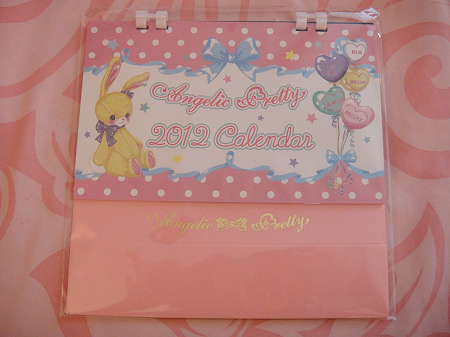 Angelic Pretty
2012 Calendar
Angelic Pretty